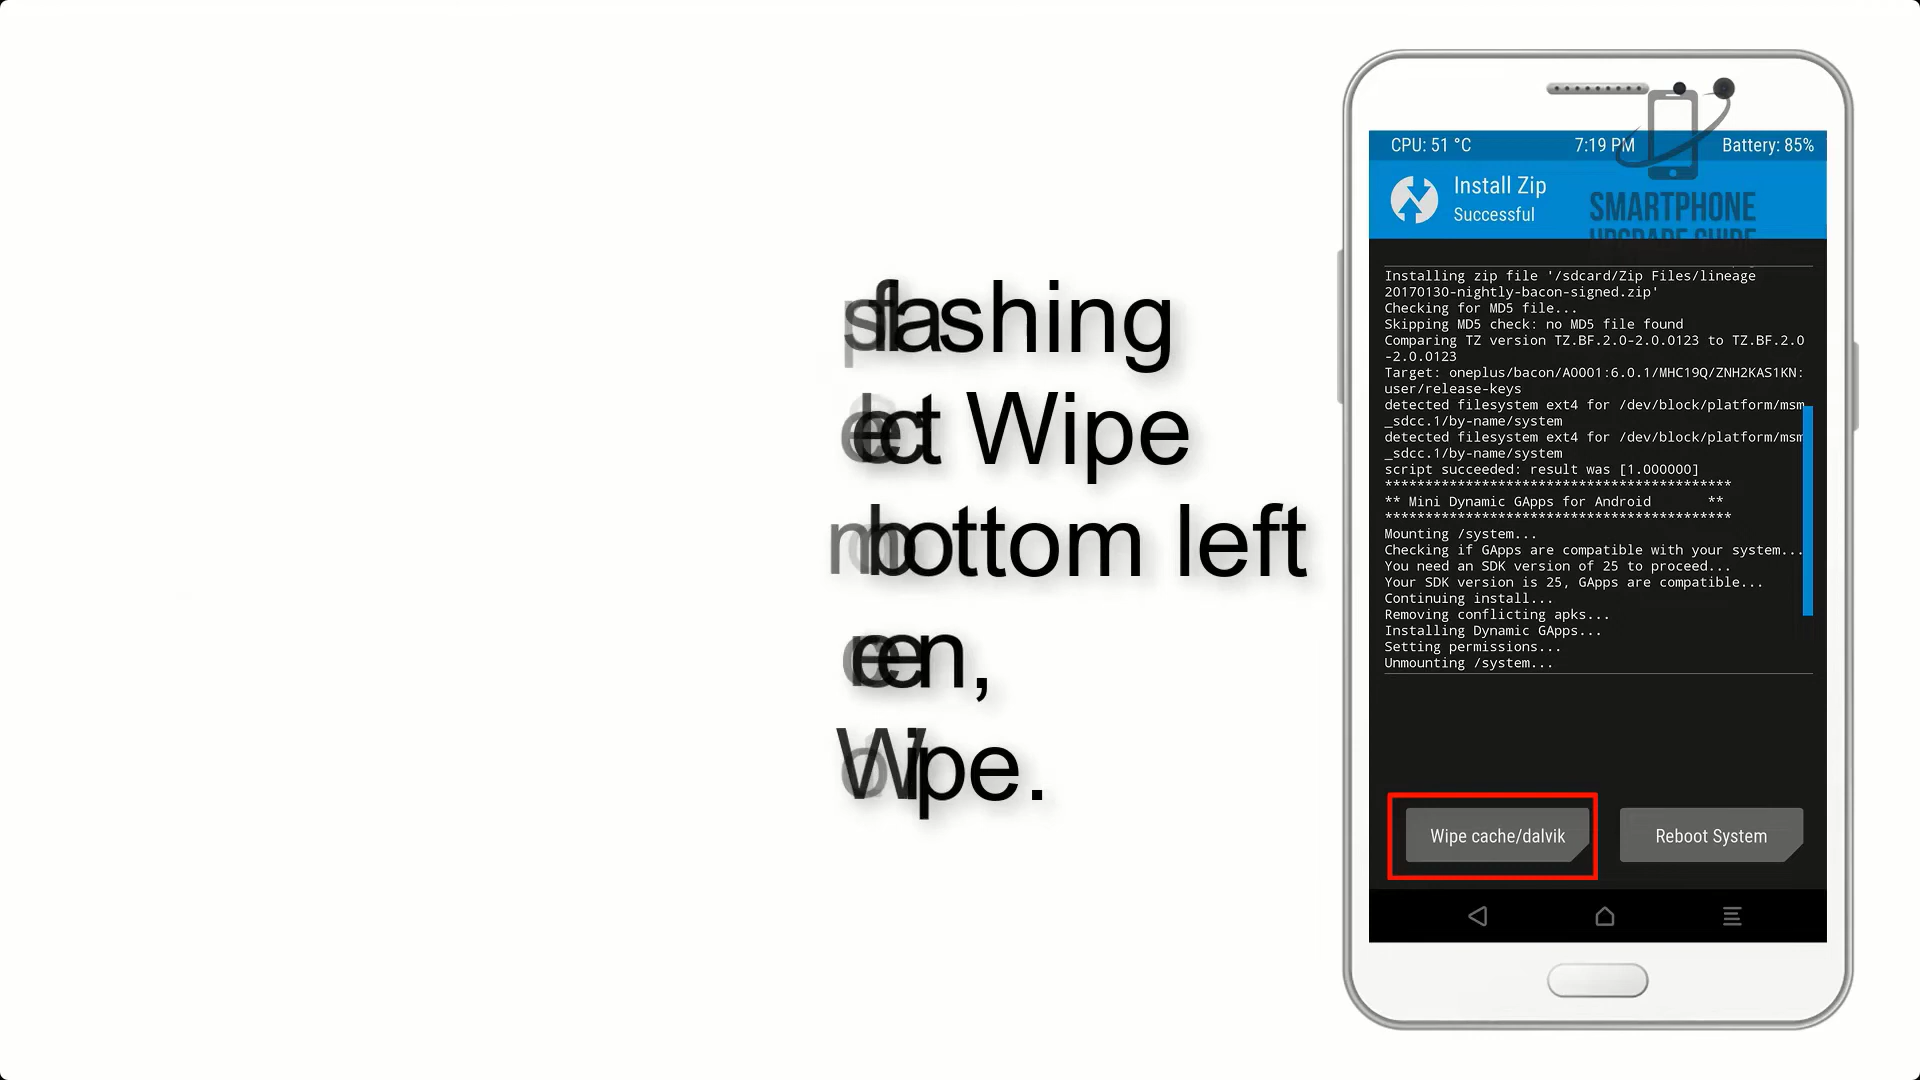 flashing
Wipe
bottom left
Wipe.
CPU: 51 °C
7:19 PM
Battery: 85%
Install Zip
Successful
SMARTPHONE
UPGRADE GUIDE
Installing zip file '/sdcard/Zip Files/lineage
20170130-nightly-bacon-signed.zip'
Checking for MD5 file...
Skipping MD5 check: no MD5 file found
Comparing TZ version TZ.BF.2.0-2.0.0123 to TZ.BF.2.0
-2.0.0123
Target: oneplus/bacon/A0001:6.0.1/MHC19Q/ZNH2KAS1KN:
user/release-keys
detected filesystem ext4 for /dev/block/platform/msm
_sdcc.1/by-name/system
detected filesystem ext4 for /dev/block/platform/msm
_sdcc.1/by-name/system
script succeeded: result was [1.000000]
*******************************************
** Mini Dynamic GApps for Android **
*******************************************
Mounting /system...
Checking if GApps are compatible with your system...
You need an SDK version of 25 to proceed...
Your SDK version is 25, GApps are compatible...
Continuing install...
Removing conflicting apks...
Installing Dynamic GApps...
Setting permissions...
Unmounting /system...
Wipe cache/dalvik
Reboot System